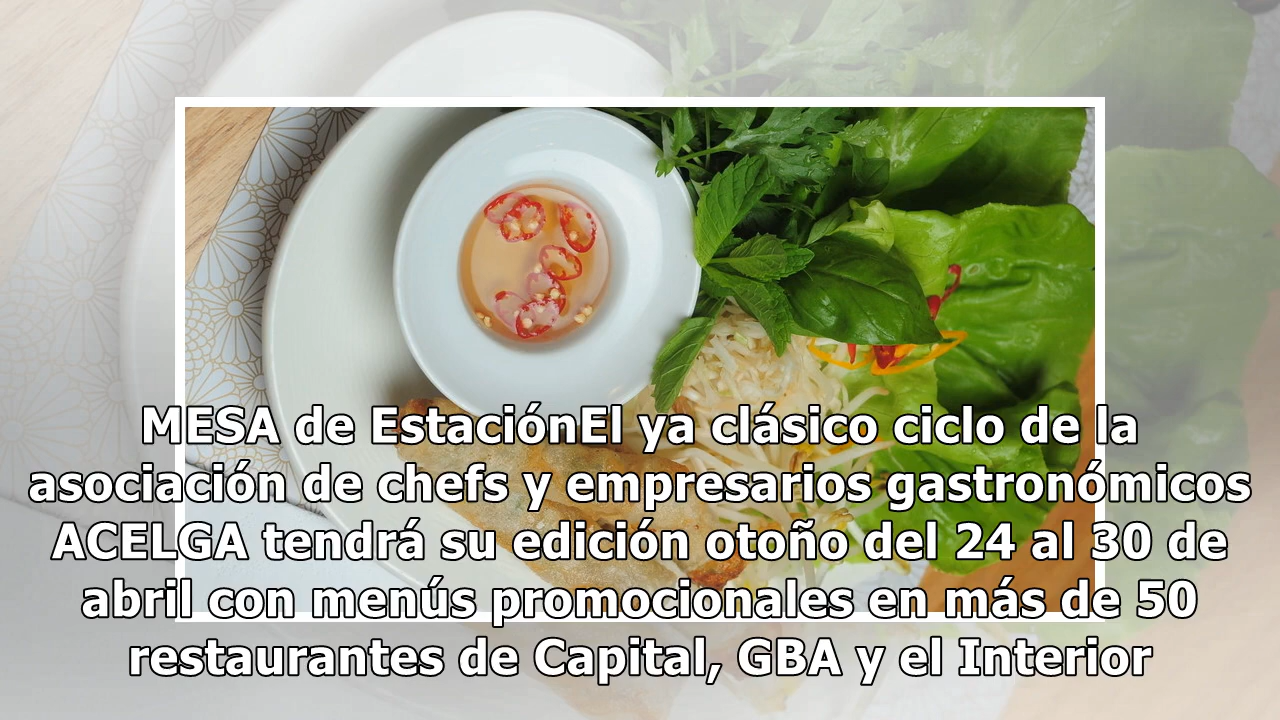 MESA de EstaciónEl ya clásico ciclo de la
asociación de chefs y empresarios gastronómicos
ACELGA tendrá su edición otoño del 24 al 30 de
abril con menús promocionales en más de 50
restaurantes de Capital, GBA y el Interior